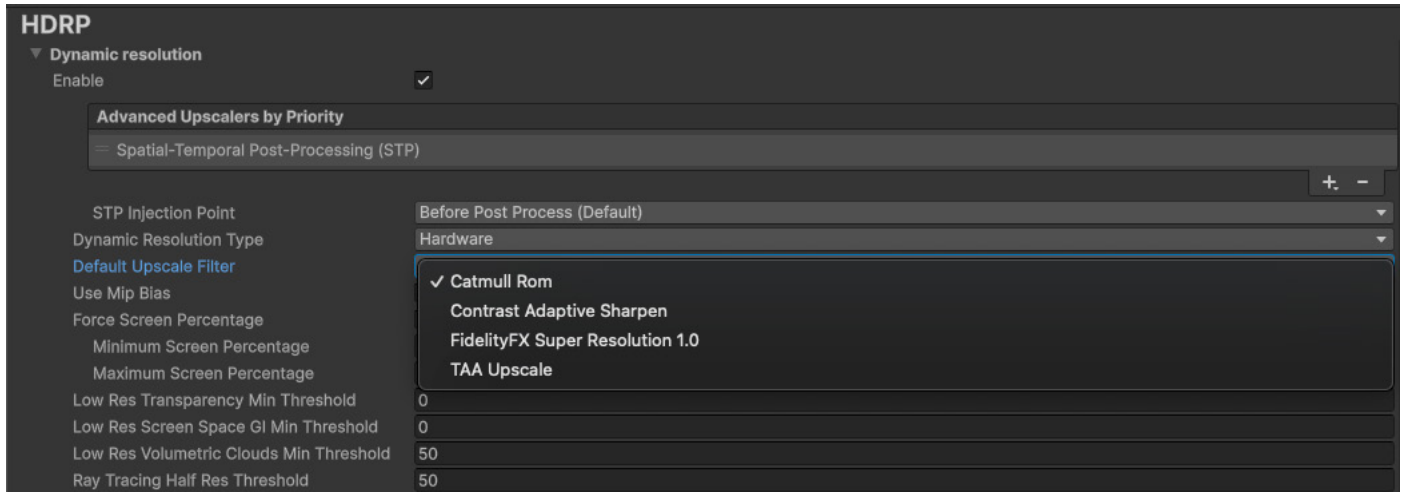 HDRP
Dynamic resolution
Enable
Advanced Upscalers by Priority
Spatial-Temporal Post-Processing (STP)
+ -
STP Injection Point Before Post Process (Default)
Dynamic Resolution Type Hardware
Default Upscale Filter
✓ Catmull Rom
Use Mip Bias
Contrast Adaptive Sharpen
Force Screen Percentage
FidelityFX Super Resolution 1.0
Minimum Screen Percentage
TAA Upscale
Maximum Screen Percentage
Low Res Transparency Min Threshold 0
Low Res Screen Space GI Min Threshold 0
Low Res Volumetric Clouds Min Threshold 50
Ray Tracing Half Res Threshold 50